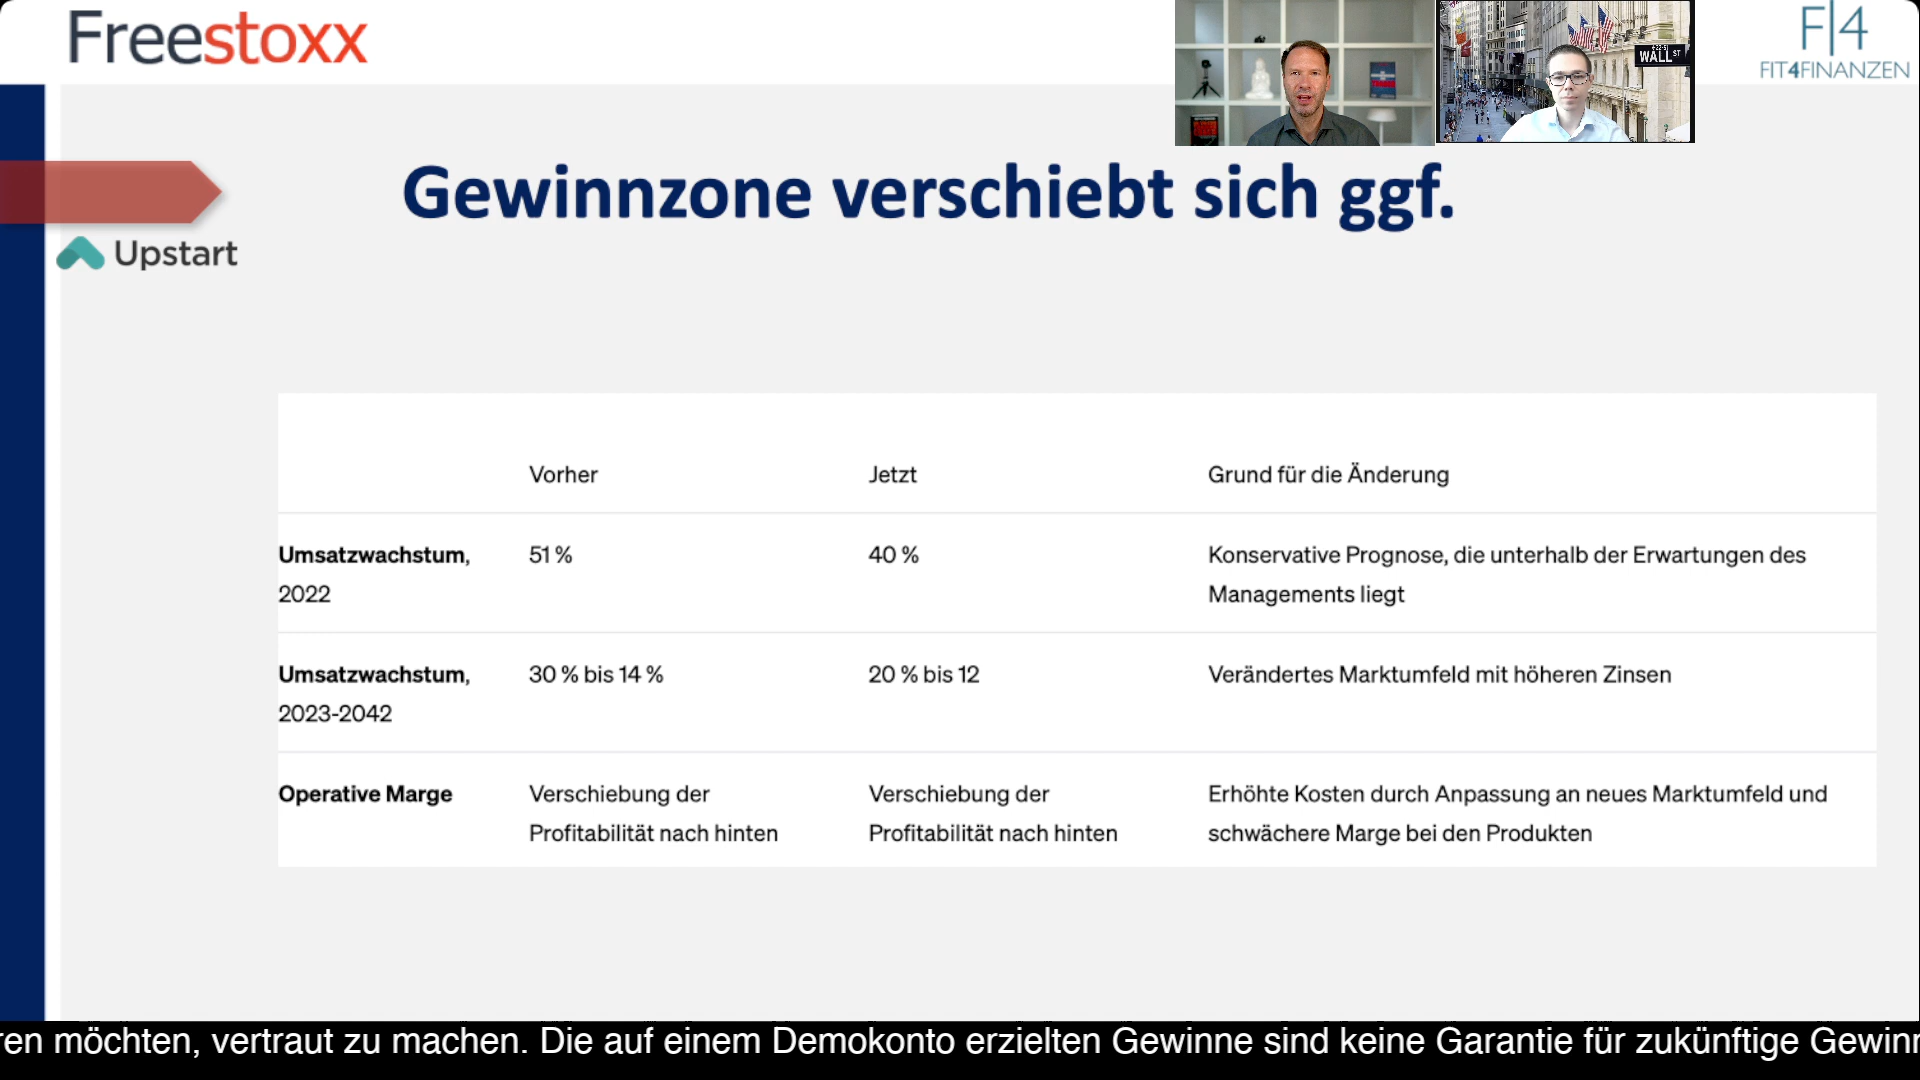 Freestoxx
WALL ST
F|4
FIT4FINANZEN
Gewinnzone verschiebt sich ggf.
Upstart
Vorher Jetzt Grund für die Änderung
Umsatzwachstum, 51 % 40 % Konservative Prognose, die unterhalb der Erwartungen des
2022 Managements liegt
Umsatzwachstum, 30 % bis 14 % 20 % bis 12 Verändertes Marktumfeld mit höheren Zinsen
2023-2042
Operative Marge Verschiebung der Verschiebung der Erhöhte Kosten durch Anpassung an neues Marktumfeld und
Profitabilität nach hinten Profitabilität nach hinten schwächere Marge bei den Produkten
ren möchten, vertraut zu machen. Die auf einem Demokonto erzielten Gewinne sind keine Garantie für zukünftige Gewinn